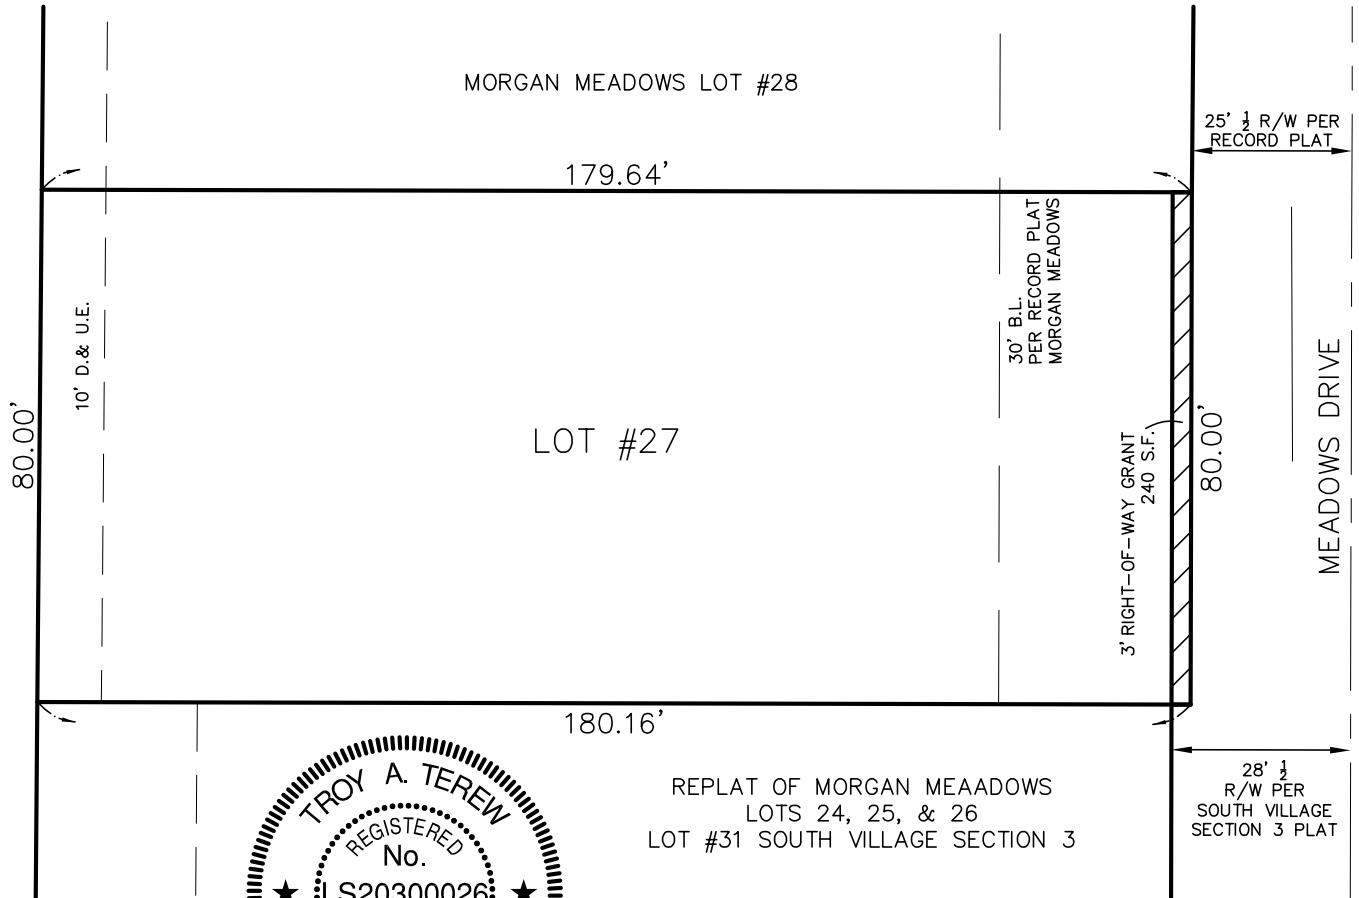 MORGAN MEADOWS LOT #28
25' ½ R/W PER
RECORD PLAT
179.64'
30' B.L.
PER RECORD PLAT
MORGAN MEADOWS
10' D.& U.E.
80.00'
LOT #27
3' RIGHT-OF-WAY GRANT
240 S.F.
80.00'
MEADOWS DRIVE
180.16'
TROY A. TEREW
REGISTERED
No.
LS20300026
REPLAT OF MORGAN MEAADOWS
LOTS 24, 25, & 26
LOT #31 SOUTH VILLAGE SECTION 3
28' ½
R/W PER
SOUTH VILLAGE
SECTION 3 PLAT